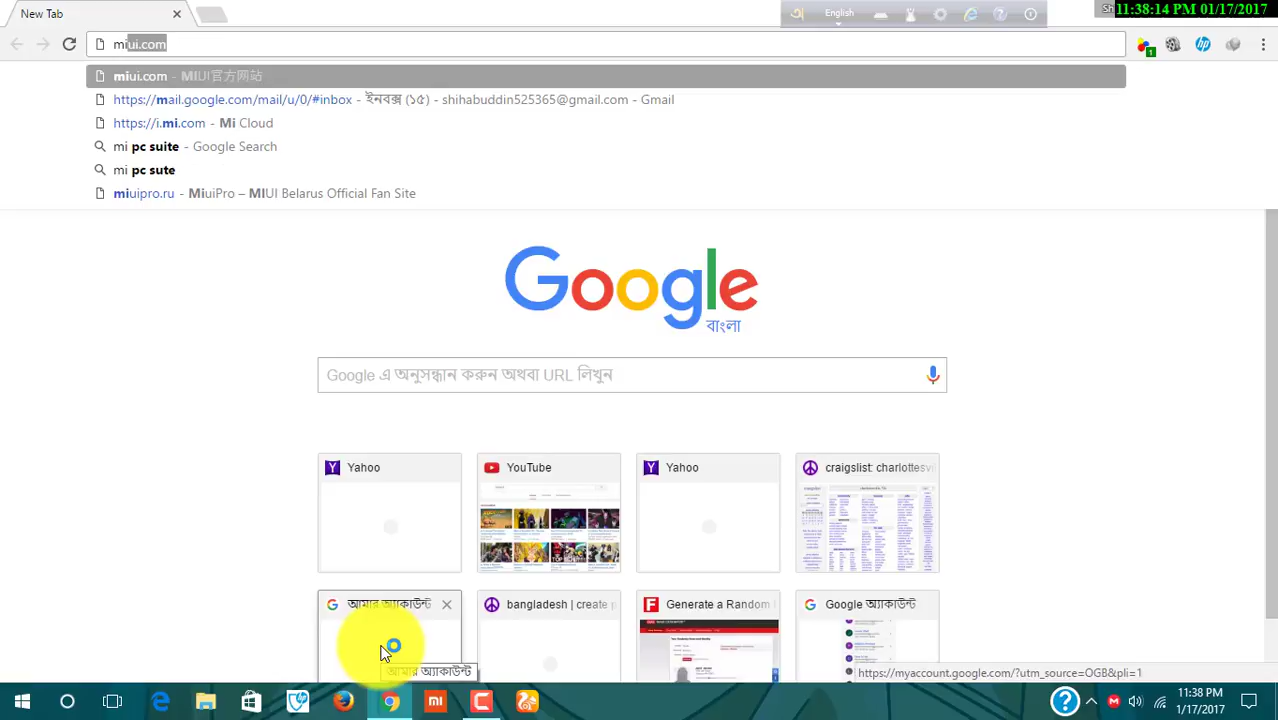 New Tab
অ English
Sh 11:38:14 PM 01/17/2017
miui.com
1
miui.com - MIUI官方网站
https://mail.google.com/mail/u/0/#inbox - ইনবক্স (১৫) - shihabuddin525365@gmail.com - Gmail
https://i.mi.com - Mi Cloud
mi pc suite - Google Search
mi pc sute
miuipro.ru - MiuiPro – MIUI Belarus Official Fan Site
Google
বাংলা
Google এ অনুসন্ধান করুন অথবা URL লিখুন
Yahoo
YouTube
Yahoo
craigslist: charlottesvi
আমার অ্যাকাউন্ট
bangladesh | create p
Generate a Random
Google অ্যাকাউন্ট
আমার অ্যাকাউন্ট
https://myaccount.google.com/?utm_source=OGB&pli=1
11:38 PM
1/17/2017